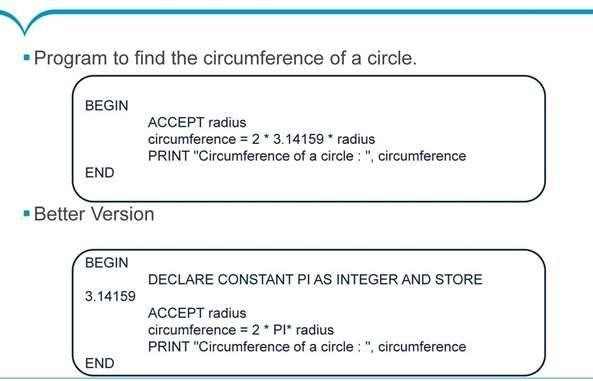 Program to find the circumference of a circle.
BEGIN
ACCEPT radius
circumference = 2 * 3.14159 * radius
PRINT "Circumference of a circle : ", circumference
END
Better Version
BEGIN
DECLARE CONSTANT PI AS INTEGER AND STORE
3.14159
ACCEPT radius
circumference = 2 * PI* radius
PRINT "Circumference of a circle : ", circumference
END